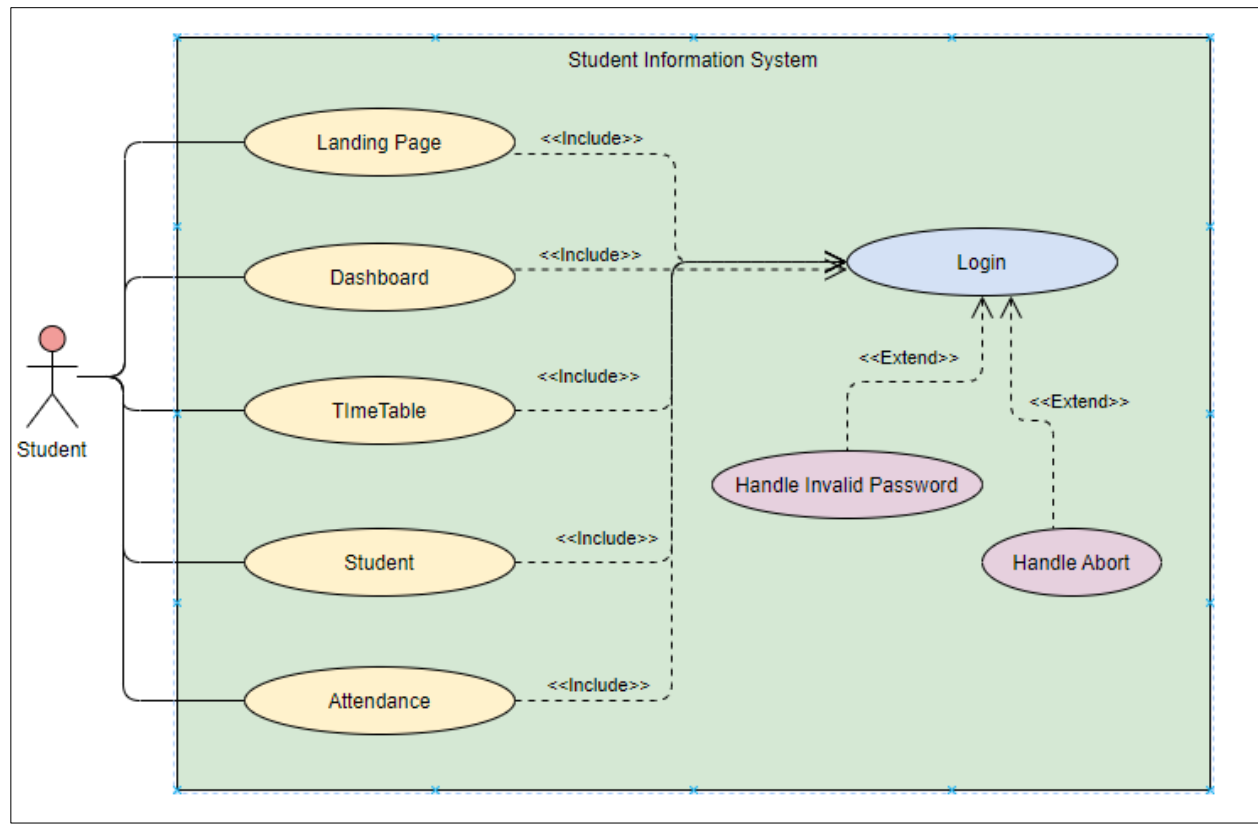 Student Information System
Landing Page
<<Include>>
Dashboard
<<Include>>
Login
TImeTable
<<Include>>
<<Extend>>
<<Extend>>
Student
Handle Invalid Password
Student
<<Include>>
Handle Abort
Attendance
<<Include>>